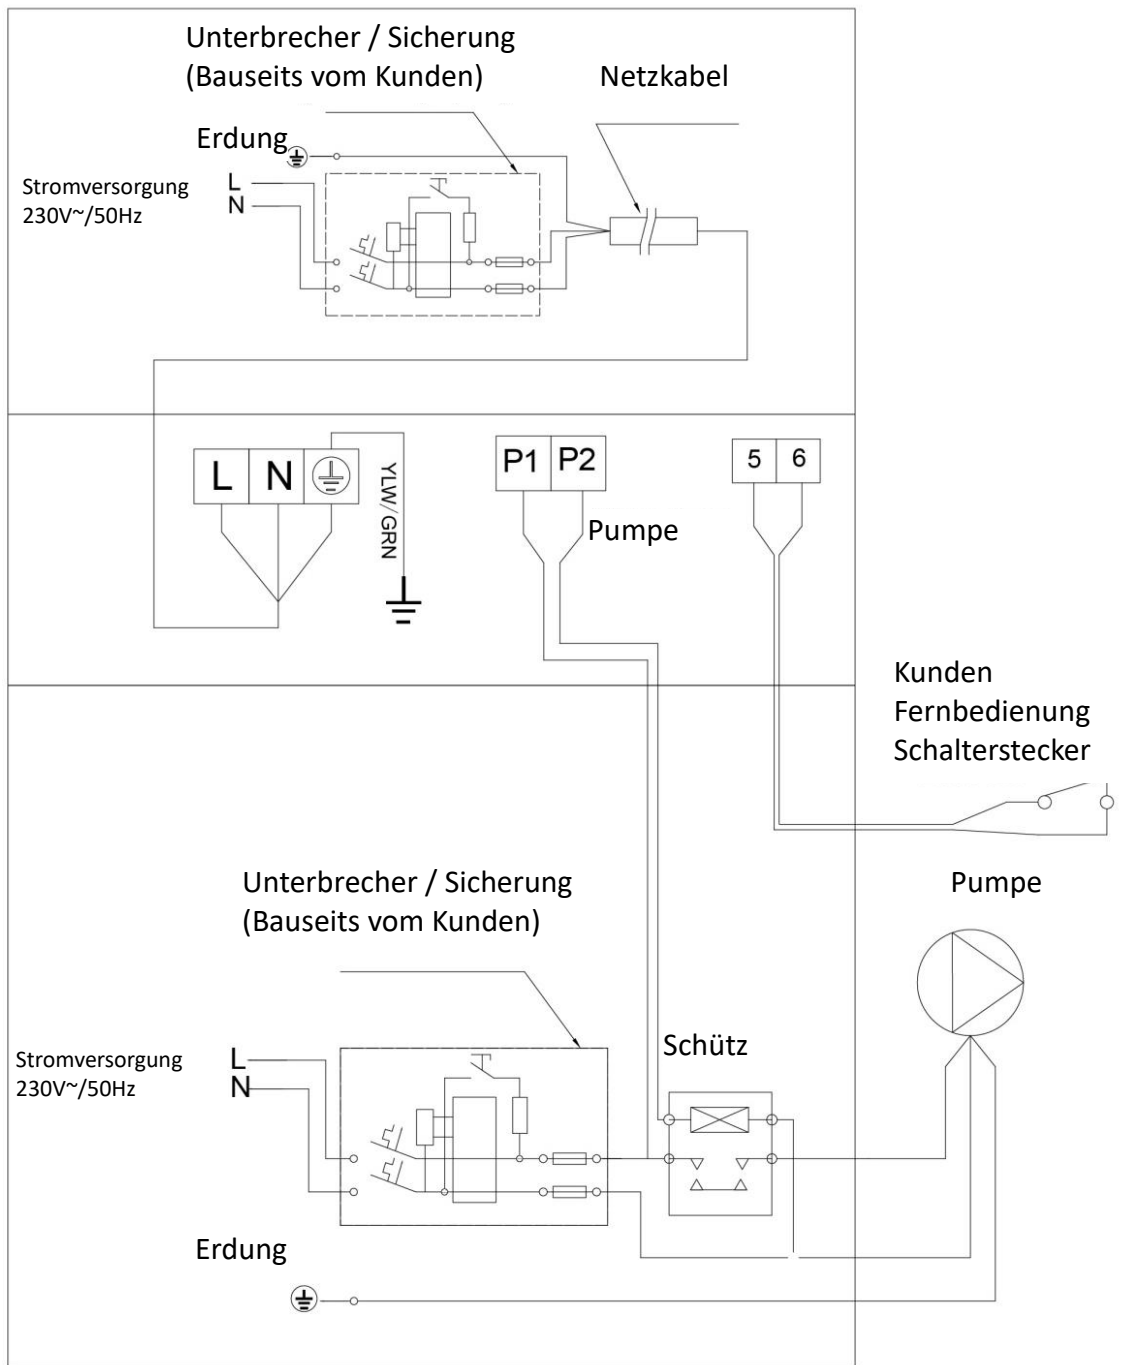 Unterbrecher / Sicherung
(Bauseits vom Kunden)
Netzkabel
Erdung
Stromversorgung
230V~/50Hz
L
N
L N
YLW/GRN
P1 P2
Pumpe
5 6
Kunden
Fernbedienung
Schalterstecker
Unterbrecher / Sicherung
(Bauseits vom Kunden)
Pumpe
Schütz
Stromversorgung
230V~/50Hz
L
N
Erdung